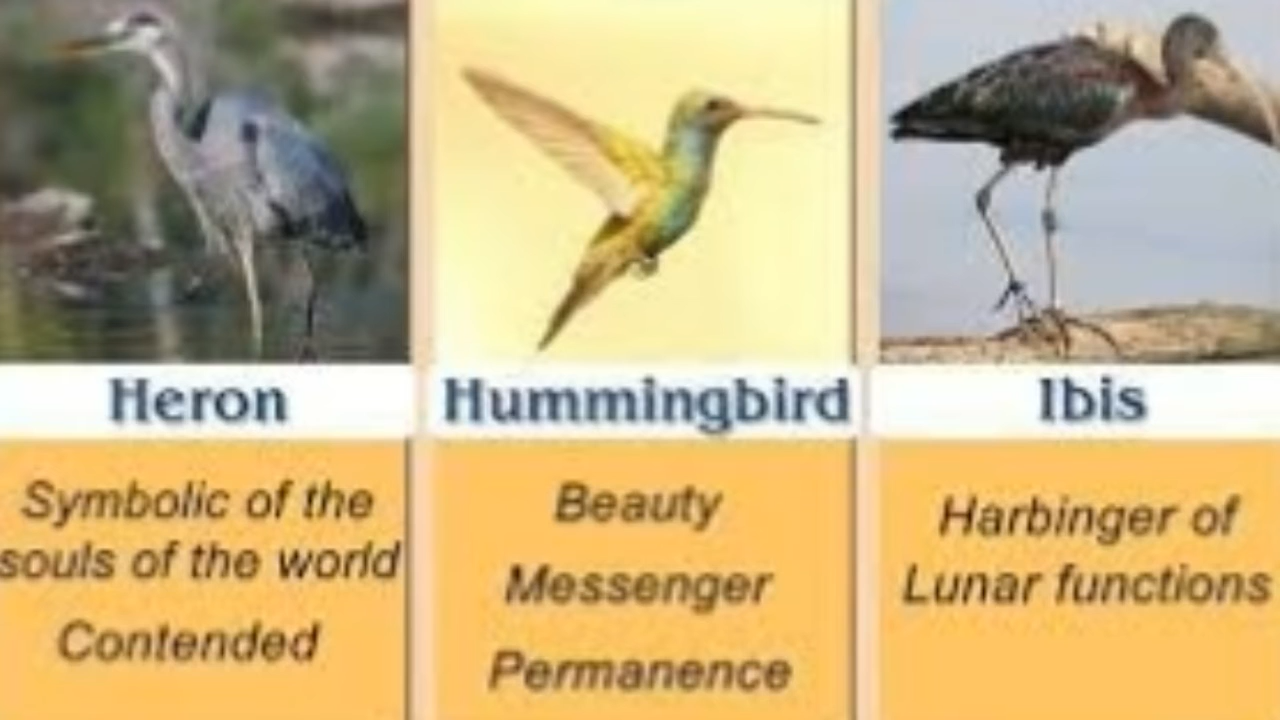 Heron
Symbolic of the
souls of the world
Contended
Hummingbird
Beauty
Messenger
Permanence
Ibis
Harbinger of
Lunar functions